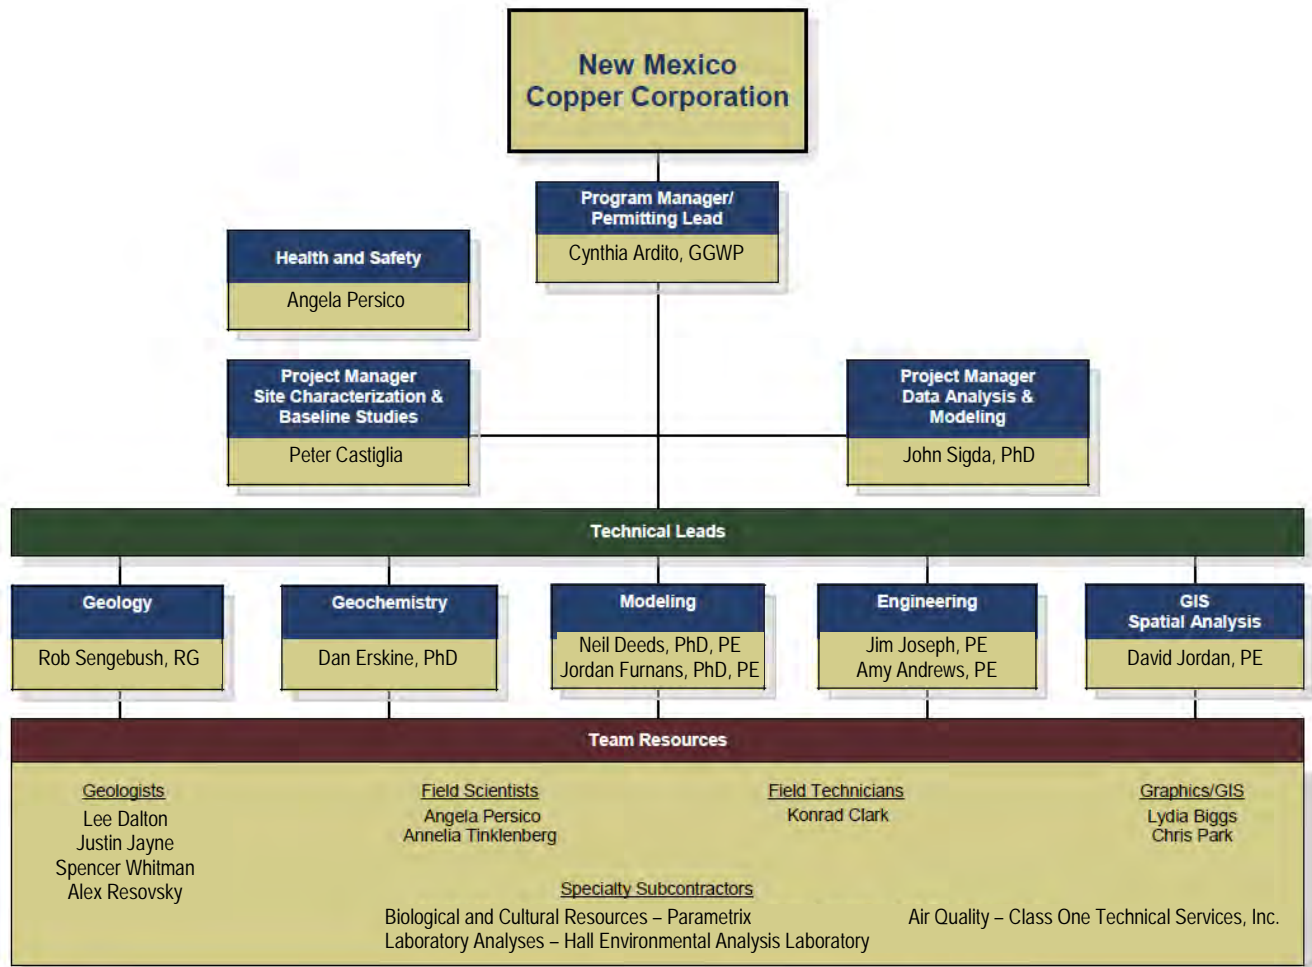 New Mexico
Copper Corporation
Program Manager/
Permitting Lead
Cynthia Ardito, GGWP
Health and Safety
Angela Persico
Project Manager
Site Characterization &
Baseline Studies
Peter Castiglia
Project Manager
Data Analysis &
Modeling
John Sigda, PhD
Technical Leads
Geology
Rob Sengebush, RG
Geochemistry
Dan Erskine, PhD
Modeling
Neil Deeds, PhD, PE
Jordan Furnans, PhD, PE
Engineering
Jim Joseph, PE
Amy Andrews, PE
GIS
Spatial Analysis
David Jordan, PE
Team Resources
Geologists
Lee Dalton
Justin Jayne
Spencer Whitman
Alex Resovsky
Field Scientists
Angela Persico
Annelia Tinklenberg
Field Technicians
Konrad Clark
Graphics/GIS
Lydia Biggs
Chris Park
Specialty Subcontractors
Biological and Cultural Resources – Parametrix
Laboratory Analyses – Hall Environmental Analysis Laboratory
Air Quality – Class One Technical Services, Inc.